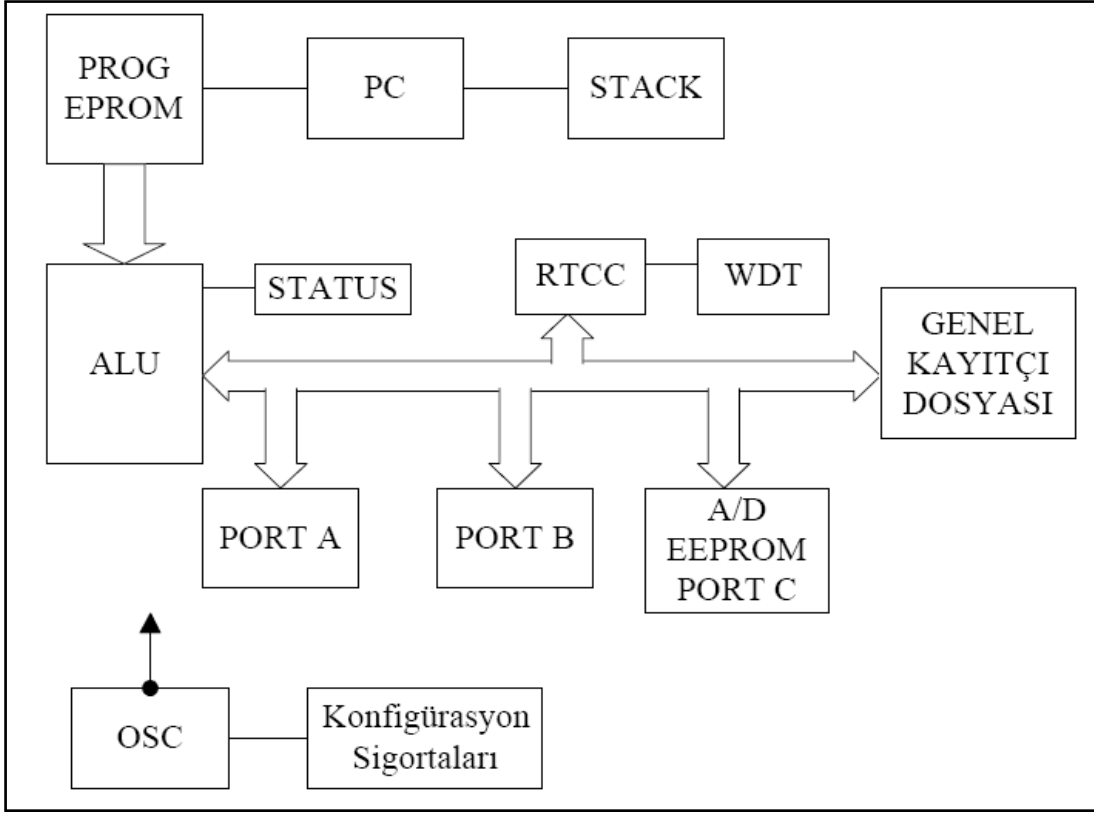 PROG
EPROM
PC
STACK
STATUS
RTCC
WDT
ALU
GENEL
KAYITÇI
DOSYASI
PORT A
PORT B
A/D
EEPROM
PORT C
OSC
Konfigürasyon
Sigortaları